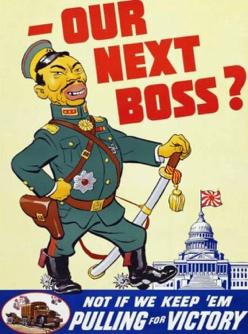 - OUR
NEXT
BOSS?
NOT IF WE KEEP 'EM
PULLING FOR VICTORY